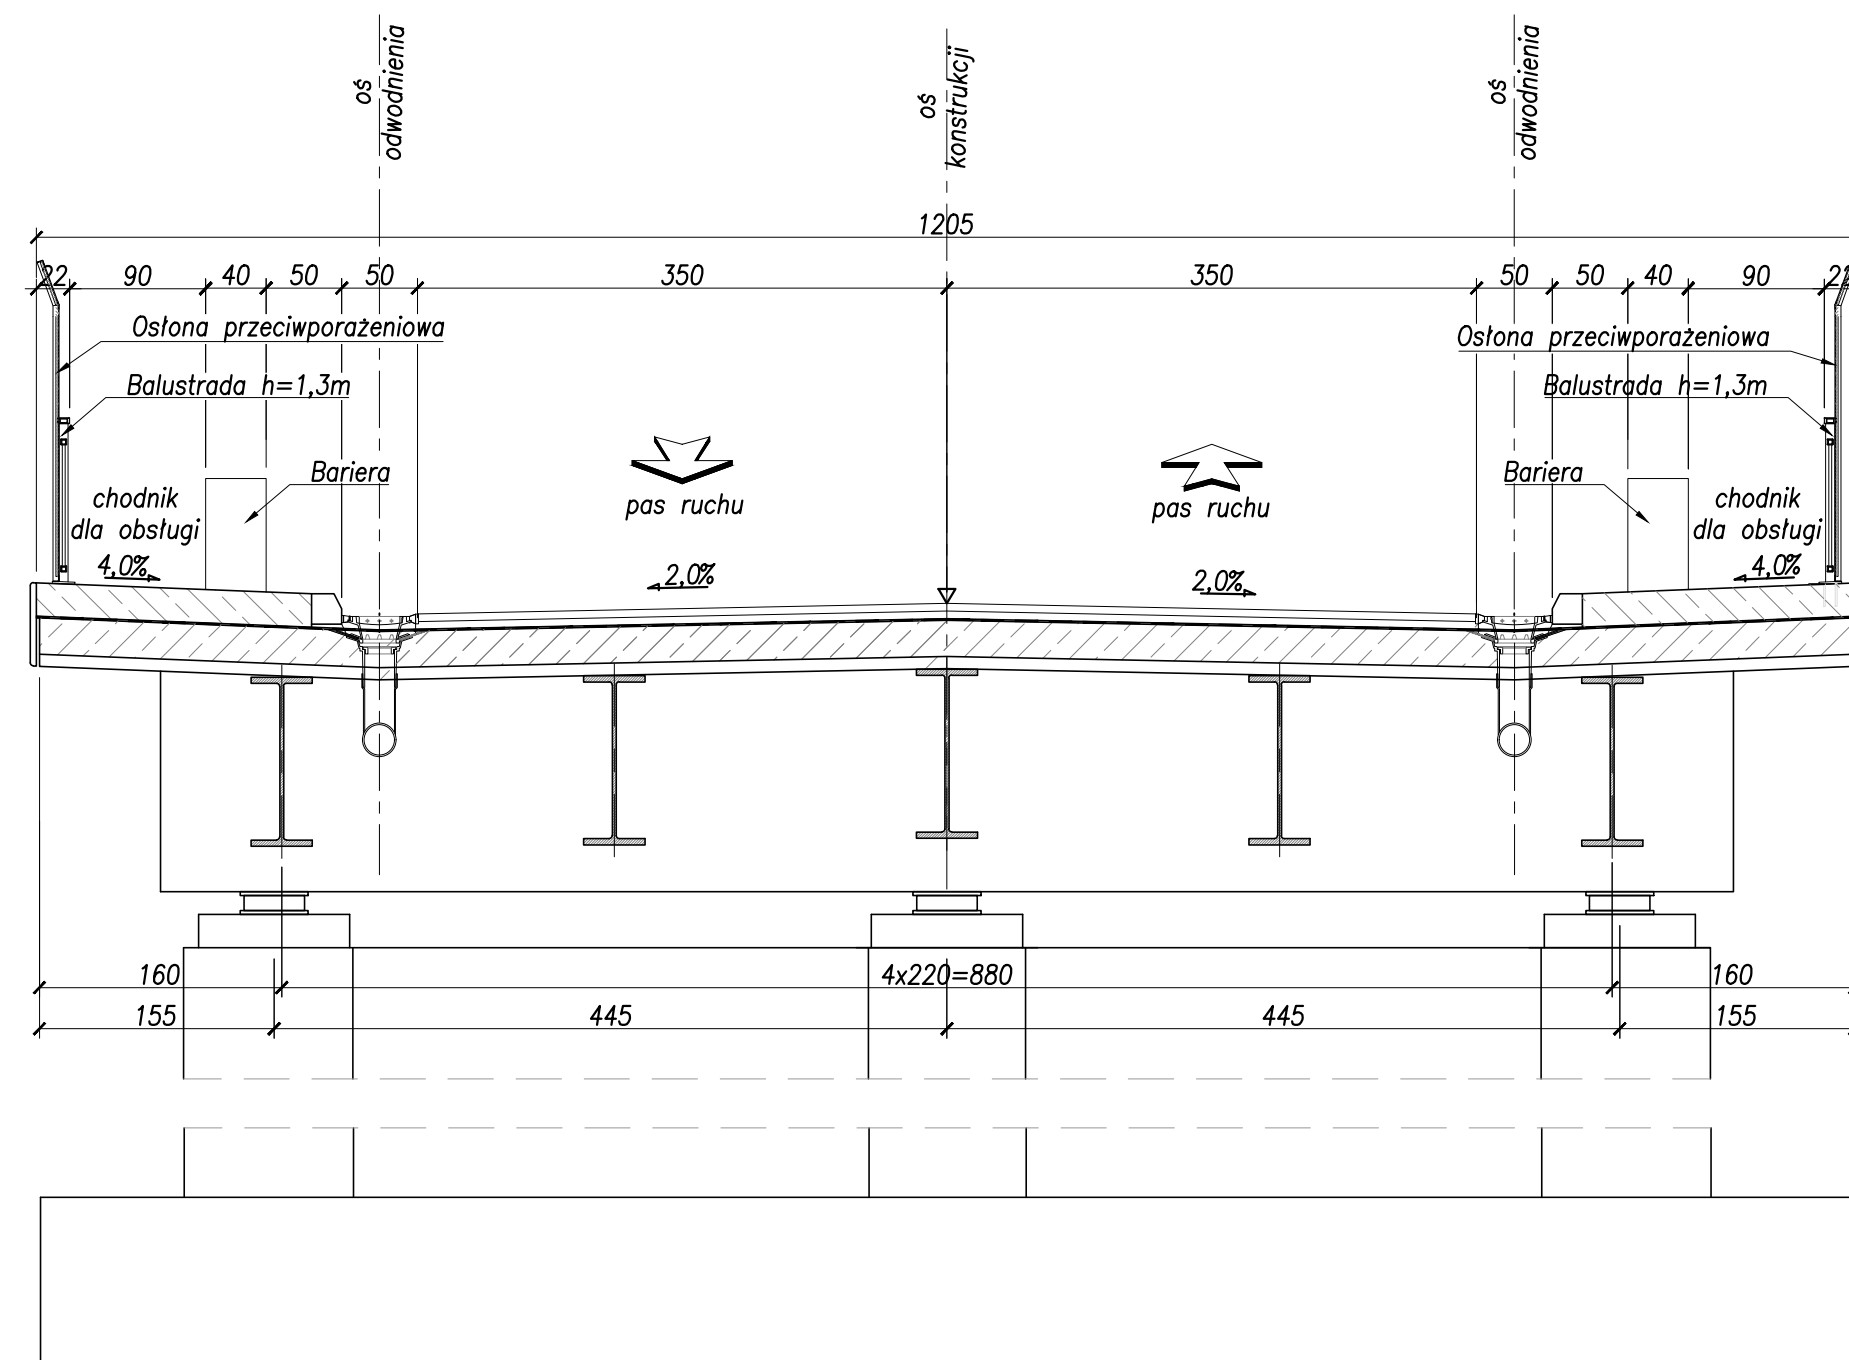 oś
odwodnienia
oś
konstrukcji
oś
odwodnienia
1205
22 90 40 50 50 350 350 50 50 40 90
Osłona przeciwporażeniowa
Osłona przeciwporażeniowa
Balustrada h=1,3m
Balustrada h=1,3m
Bariera
Bariera
chodnik
dla obsługi
pas ruchu
pas ruchu
chodnik
dla obsługi
4,0%
2,0%
2,0%
4,0%
160 4x220=880 160
155 445 445 155